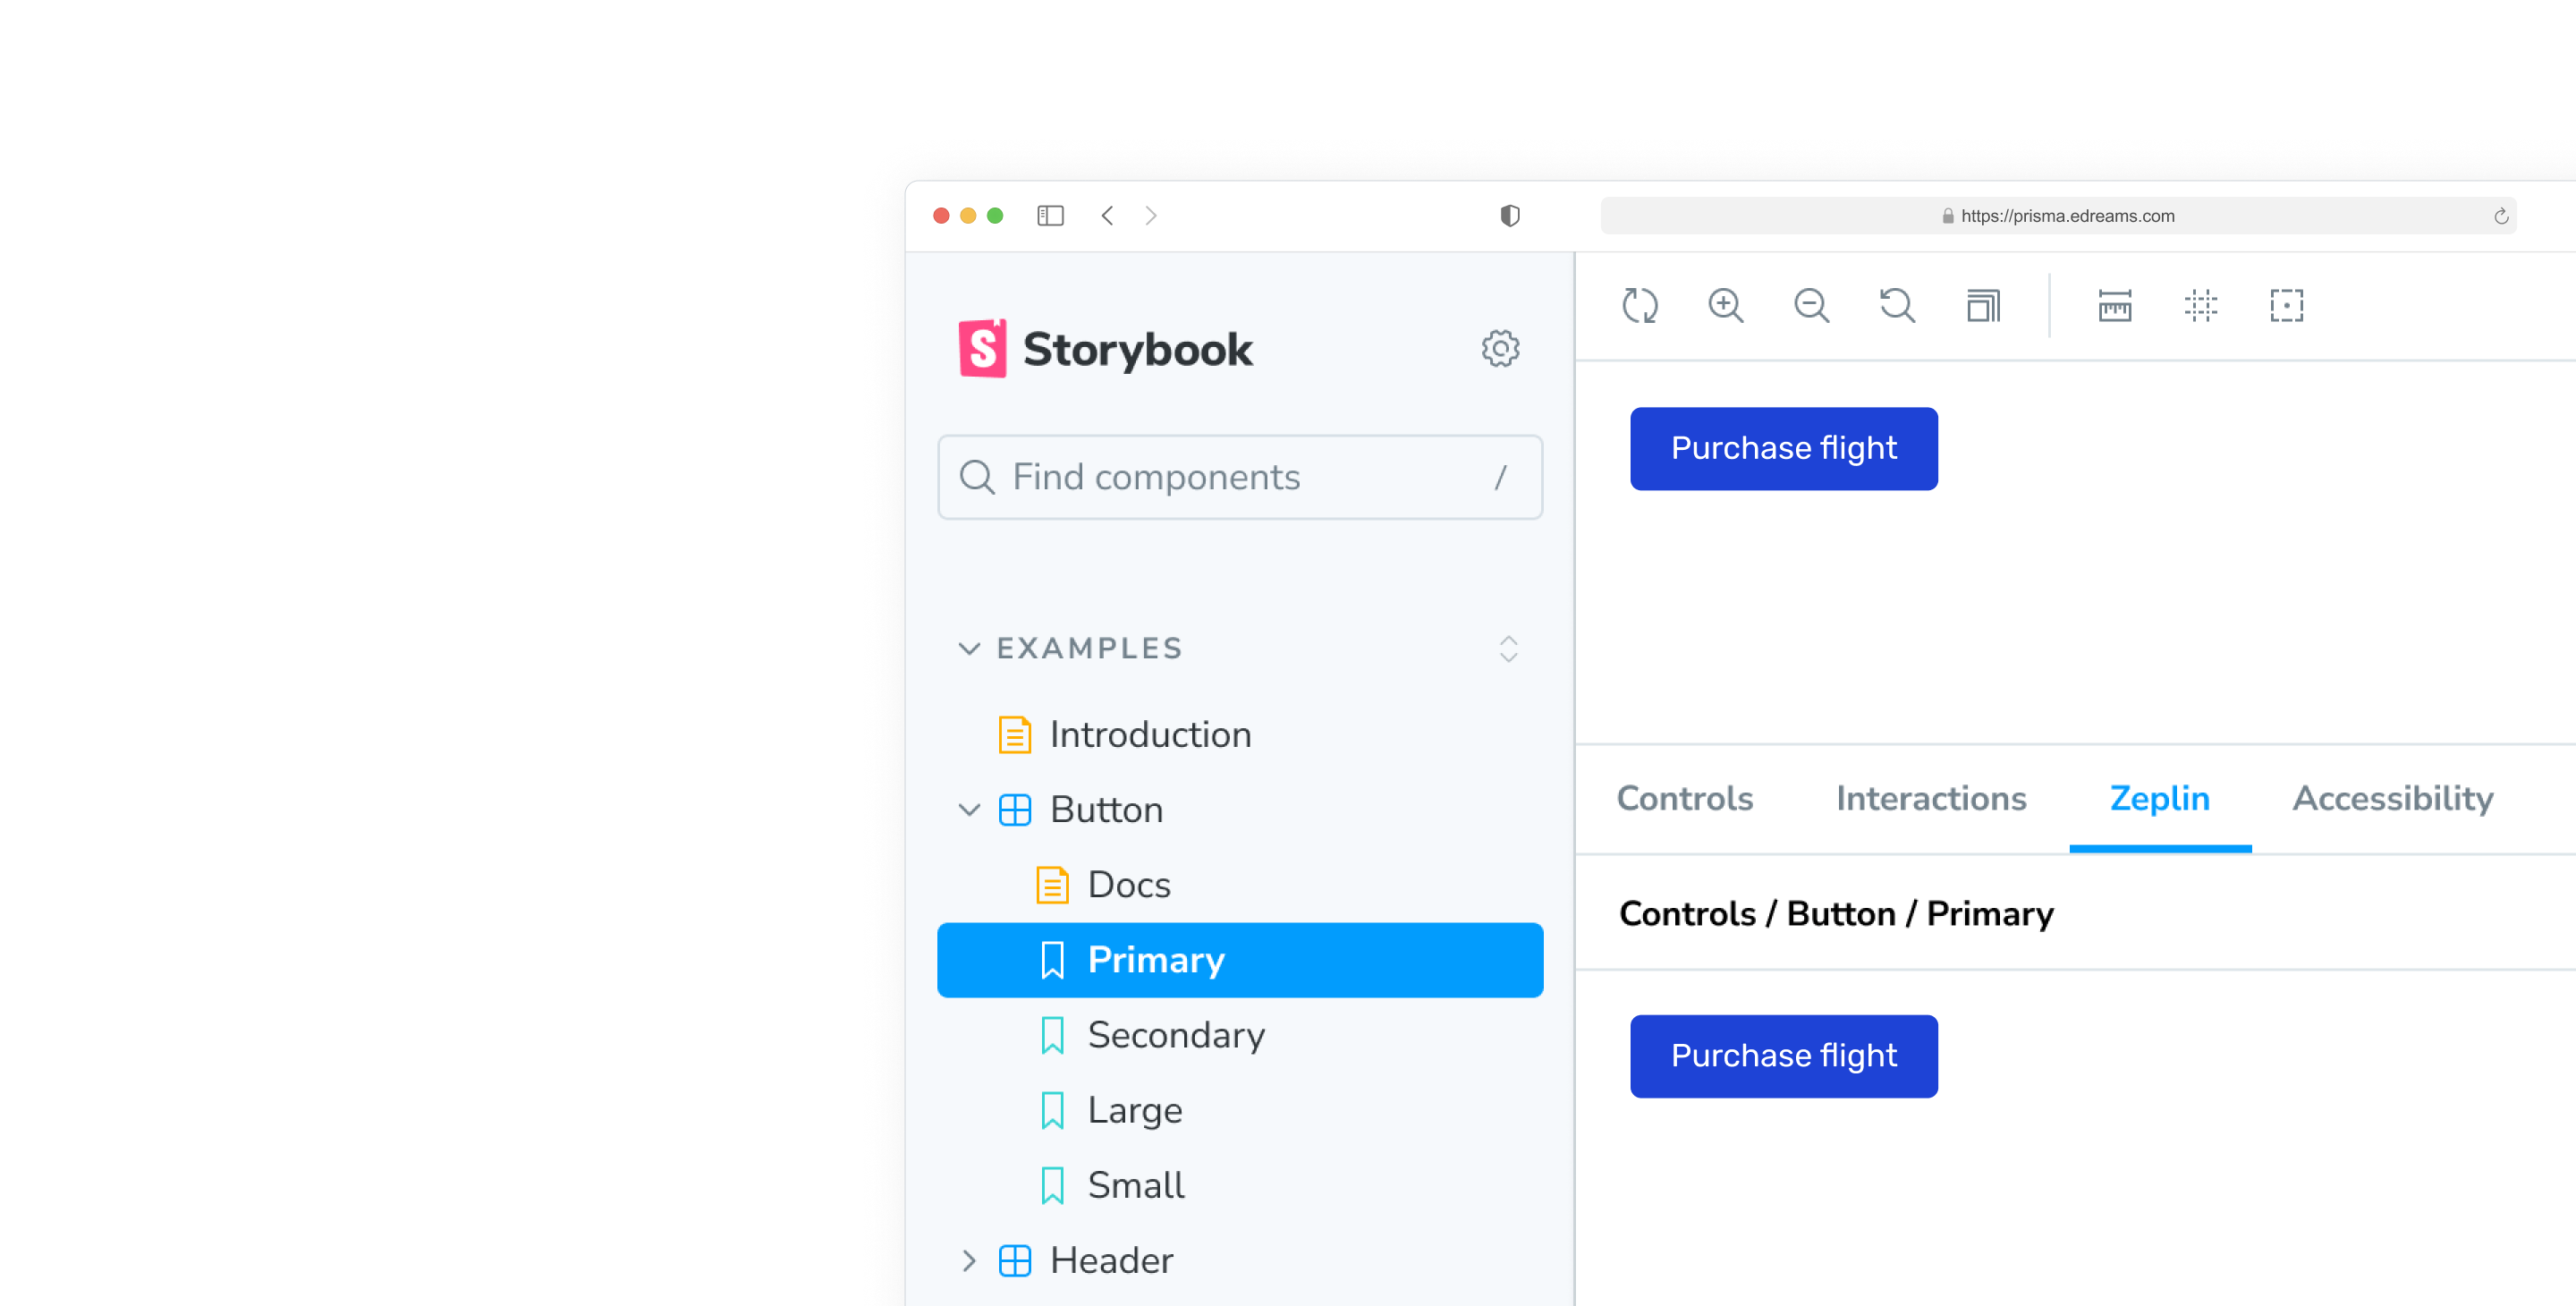 https://prisma.edreams.com
Storybook
Find components /
EXAMPLES
Introduction
Button
Docs
Primary
Secondary
Large
Small
Header
Purchase flight
Controls Interactions Zeplin Accessibility
Controls / Button / Primary
Purchase flight